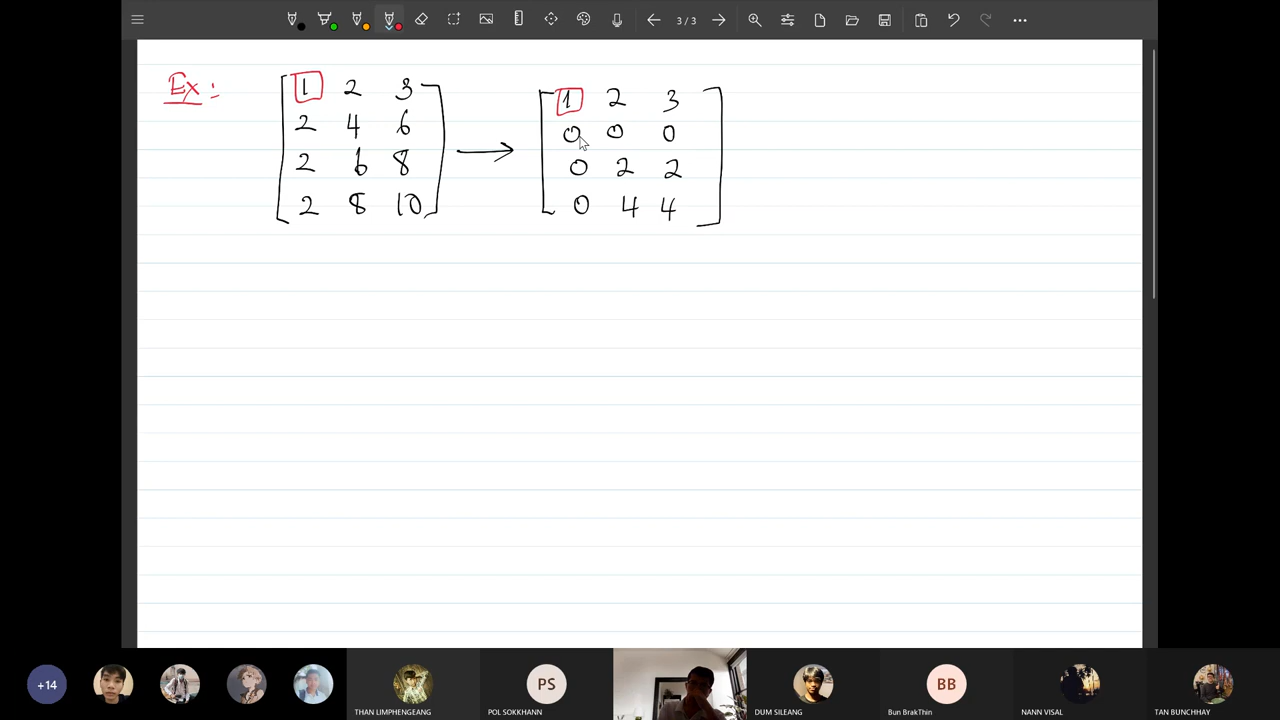 3 / 3
Ex:
1 2 3
2 4 6
2 6 8
2 8 10
→
1 2 3
0 0 0
0 2 2
0 4 4
+14
THAN LIMPHENGEANG
PS
POL SOKKHANN
DUM SILEANG
BB
Bun BrakThin
NANN VISAL
TAN BUNCHHAY